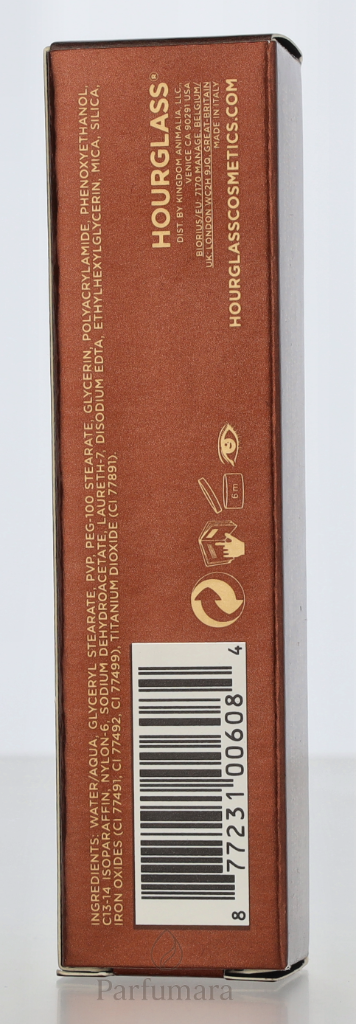 INGREDIENTS: WATER/AQUA, GLYCERYL STEARATE, PVP, PEG-100 STEARATE, GLYCERIN, POLYACRYLAMIDE, PHENOXYETHANOL,
C13-14 ISOPARAFFIN, NYLON-6, SODIUM DEHYDROACETATE, LAURETH-7, DISODIUM EDTA, ETHYLHEXYLGLYCERIN, MICA, SILICA,
IRON OXIDES (CI 77491, CI 77492, CI 77499), TITANIUM DIOXIDE (CI 77891).
HOURGLASS®
DIST BY KINGDOM ANIMALIA, LLC.,
VENICE CA 90291 USA
BIORIUS/EU: 7170 MANAGE, BELGIUM/
UK: LONDON WC2H 9JQ, GREAT-BRITAIN
MADE IN ITALY
HOURGLASSCOSMETICS.COM
6 m
8 77231 00608 4
Parfumara